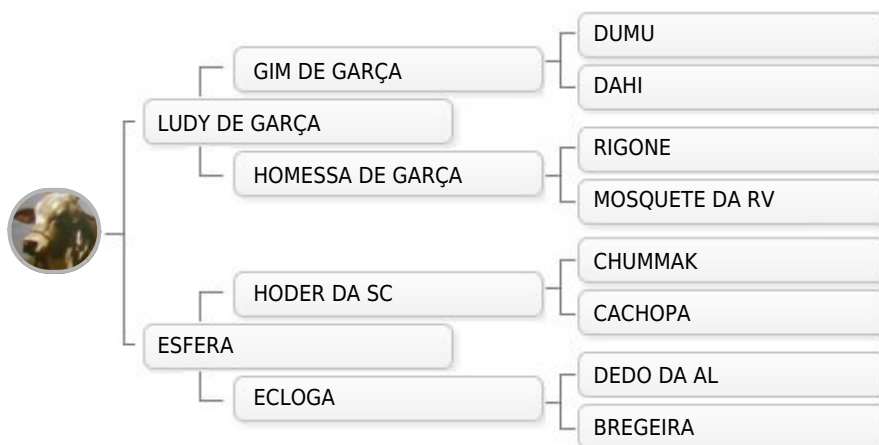 DUMU
GIM DE GARÇA
DAHI
LUDY DE GARÇA
RIGONE
HOMESSA DE GARÇA
MOSQUETE DA RV
CHUMMAK
HODER DA SC
CACHOPA
ESFERA
DEDO DA AL
ECLOGA
BREGEIRA